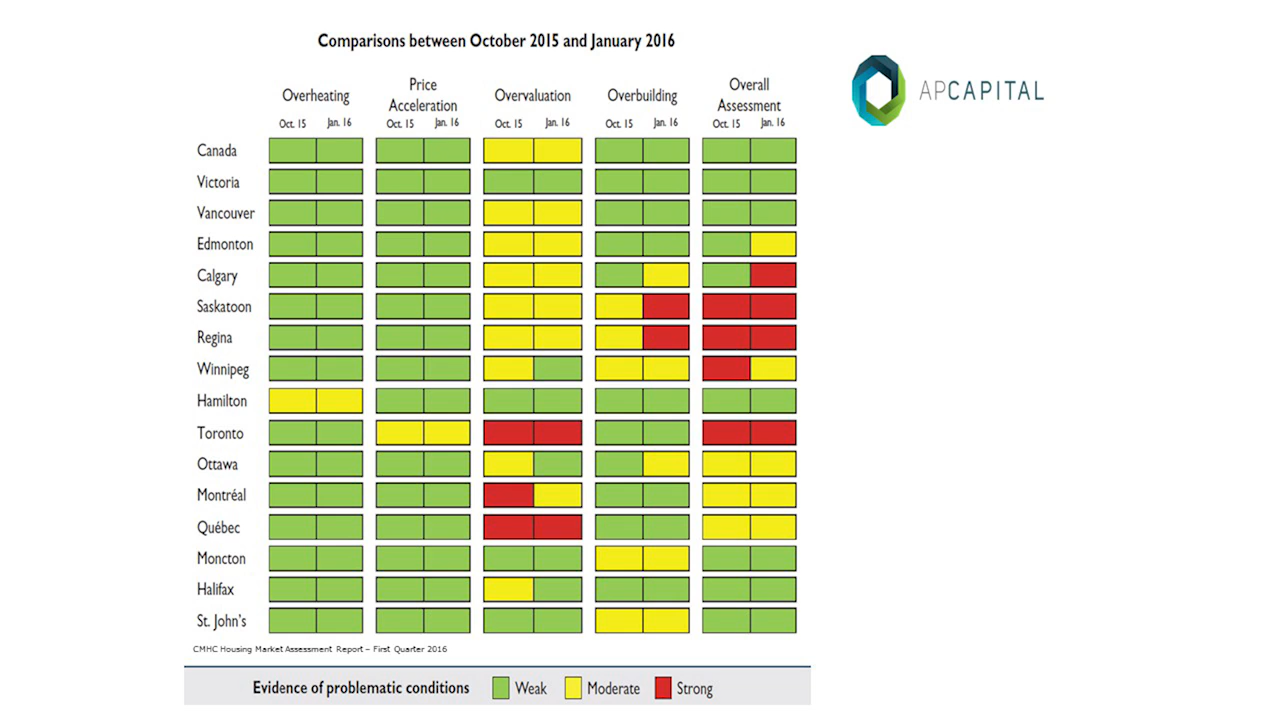 Comparisons between October 2015 and January 2016
APCAPITAL
Overheating
Price
Acceleration
Overvaluation
Overbuilding
Overall
Assessment
Oct. 15 Jan. 16 Oct. 15 Jan. 16 Oct. 15 Jan. 16 Oct. 15 Jan. 16 Oct. 15 Jan. 16
Canada
Victoria
Vancouver
Edmonton
Calgary
Saskatoon
Regina
Winnipeg
Hamilton
Toronto
Ottawa
Montréal
Québec
Moncton
Halifax
St. John's
CMHC Housing Market Assessment Report – First Quarter 2016
Evidence of problematic conditions Weak Moderate Strong